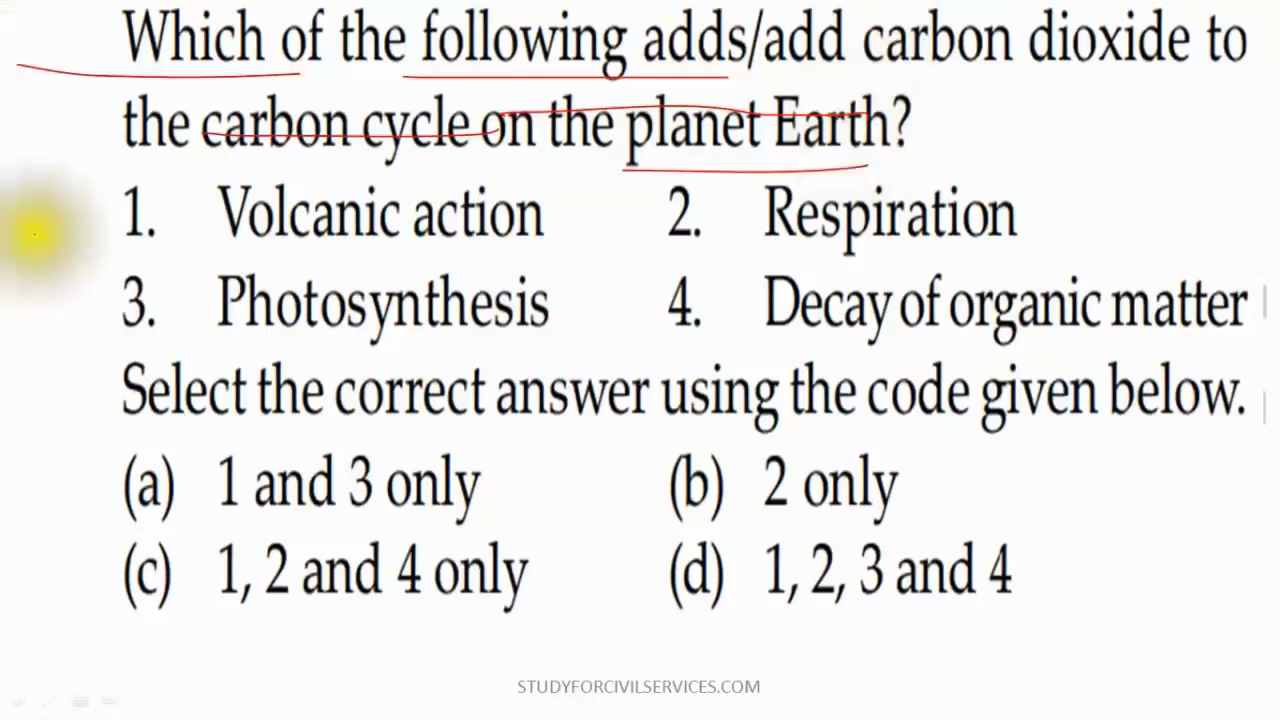 Which of the following adds/add carbon dioxide to
the carbon cycle on the planet Earth?
1. Volcanic action 2. Respiration
3. Photosynthesis 4. Decay of organic matter
Select the correct answer using the code given below.
(a) 1 and 3 only (b) 2 only
(c) 1, 2 and 4 only (d) 1, 2, 3 and 4
STUDYFORCIVILSERVICES.COM